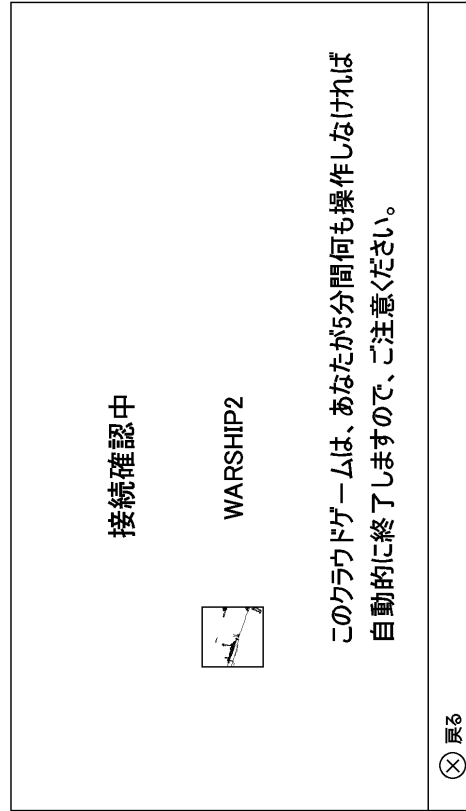 接続確認中
WARSHIP2
このクラウドゲームは、あなたが5分間何も操作しなければ
自動的に終了しますので、ご注意ください。
戻る